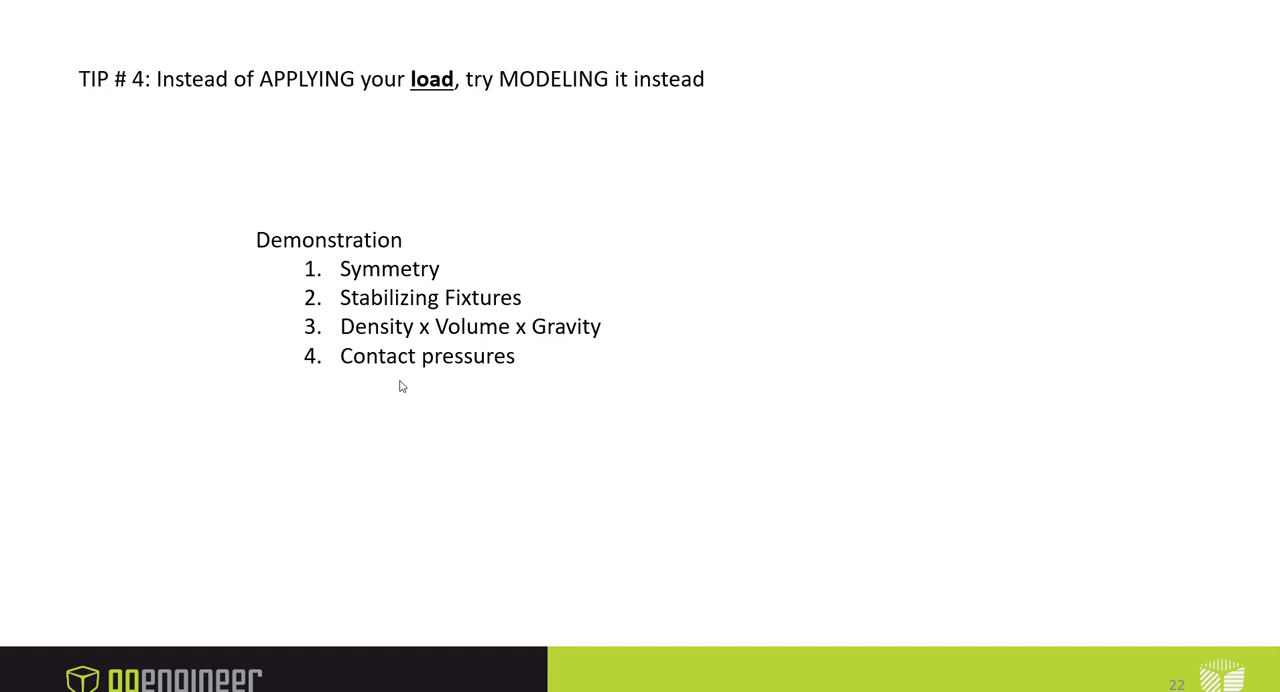 TIP # 4: Instead of APPLYING your load, try MODELING it instead
Demonstration
1. Symmetry
2. Stabilizing Fixtures
3. Density x Volume x Gravity
4. Contact pressures
goengineer
22